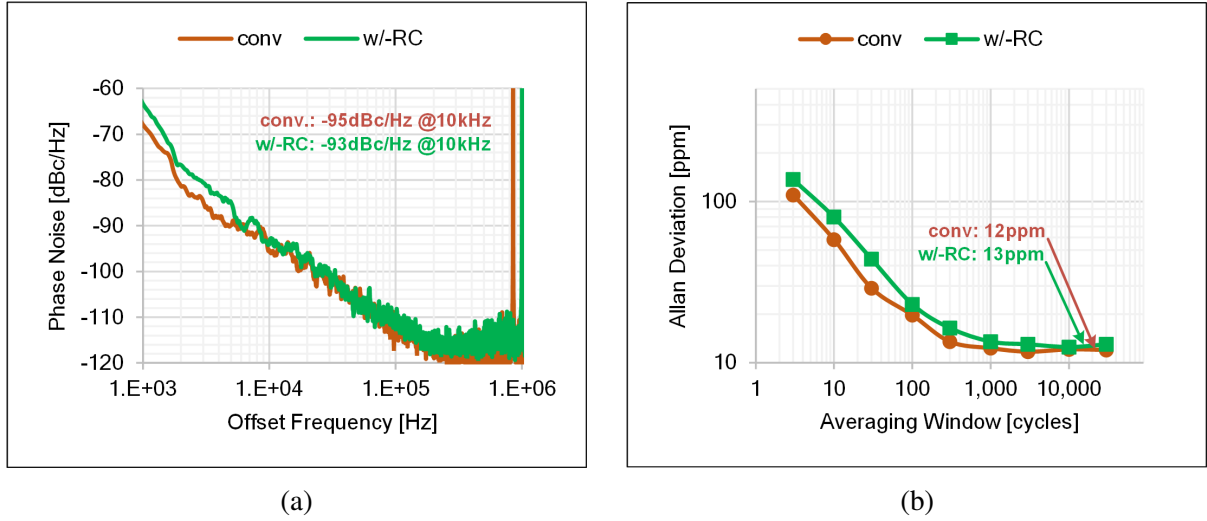 conv w/-RC
-60
-70
-80
-90
-100
-110
-120
Phase Noise [dBc/Hz]
conv.: -95dBc/Hz @10kHz
w/-RC: -93dBc/Hz @10kHz
1.E+03 1.E+04 1.E+05 1.E+06
Offset Frequency [Hz]
(a)
conv w/-RC
100
10
Allan Deviation [ppm]
conv: 12ppm
w/-RC: 13ppm
1 10 100 1,000 10,000
Averaging Window [cycles]
(b)